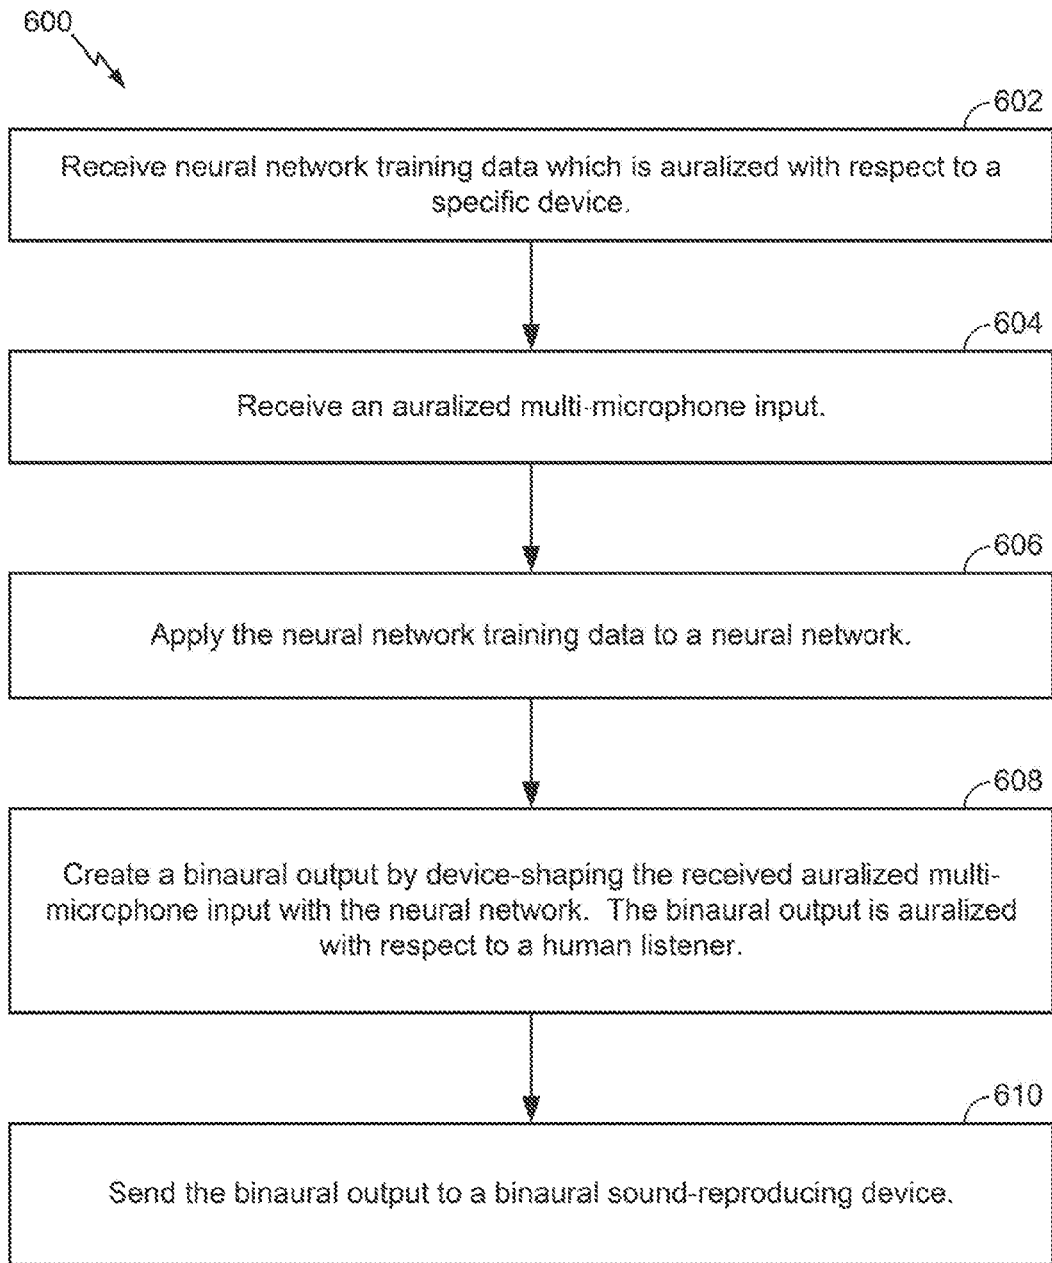 600
602
Receive neural network training data which is auralized with respect to a
specific device.
604
Receive an auralized multi-microphone input.
606
Apply the neural network training data to a neural network.
608
Create a binaural output by device-shaping the received auralized multi-
microphone input with the neural network.  The binaural output is auralized
with respect to a human listener.
610
Send the binaural output to a binaural sound-reproducing device.